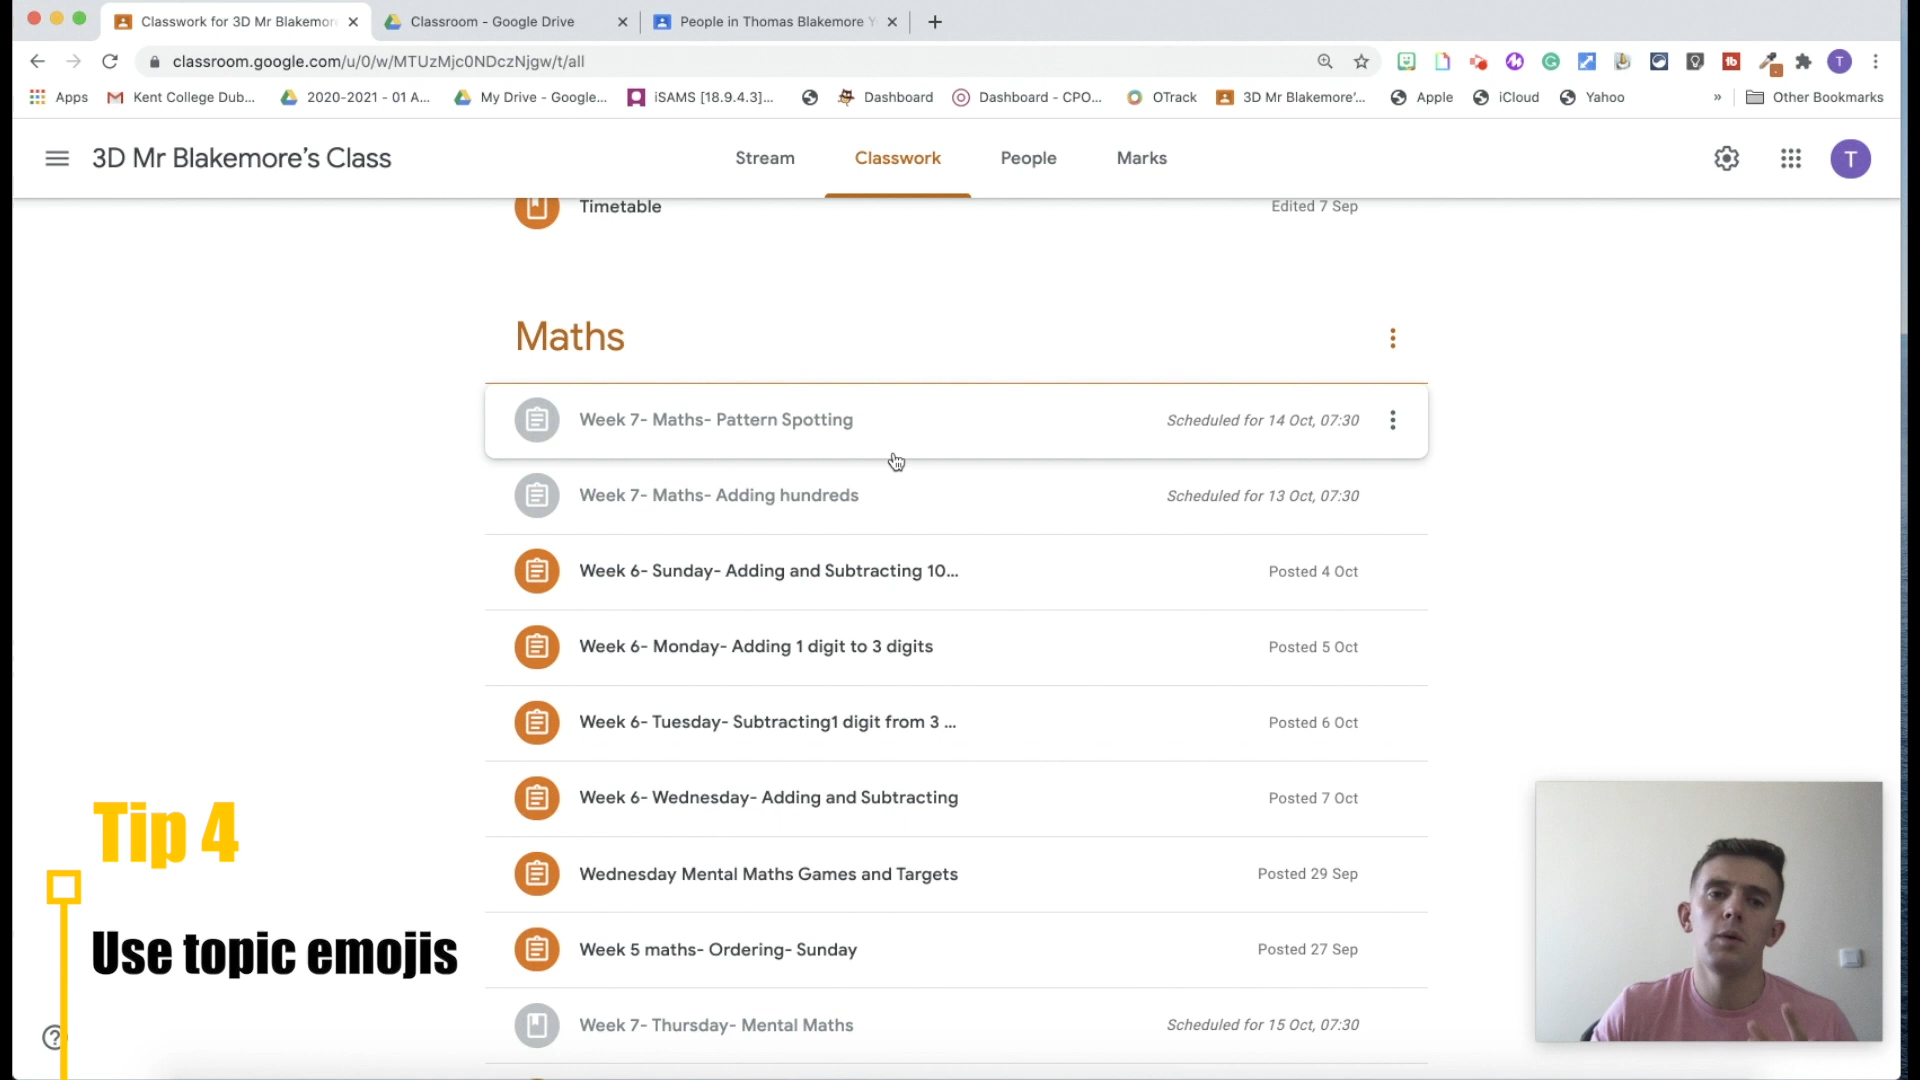 Classwork for 3D Mr Blakemor
Classroom - Google Drive
People in Thomas Blakemore Y
classroom.google.com/u/0/w/MTUzMjc0NDczNjgw/t/all
T
Apps
Kent College Dub...
2020-2021 - 01 A...
My Drive - Google...
iSAMS [18.9.4.3]...
Dashboard
Dashboard - CPO...
OTrack
3D Mr Blakemore'...
Apple
iCloud
Yahoo
»
Other Bookmarks
3D Mr Blakemore's Class
Stream
Classwork
People
Marks
T
Timetable
Edited 7 Sep
Maths
Week 7- Maths- Pattern Spotting
Scheduled for 14 Oct, 07:30
Week 7- Maths- Adding hundreds
Scheduled for 13 Oct, 07:30
Week 6- Sunday- Adding and Subtracting 10...
Posted 4 Oct
Week 6- Monday- Adding 1 digit to 3 digits
Posted 5 Oct
Week 6- Tuesday- Subtracting1 digit from 3 ...
Posted 6 Oct
Week 6- Wednesday- Adding and Subtracting
Posted 7 Oct
Wednesday Mental Maths Games and Targets
Posted 29 Sep
Week 5 maths- Ordering- Sunday
Posted 27 Sep
Week 7- Thursday- Mental Maths
Scheduled for 15 Oct, 07:30
Tip 4
Use topic emojis